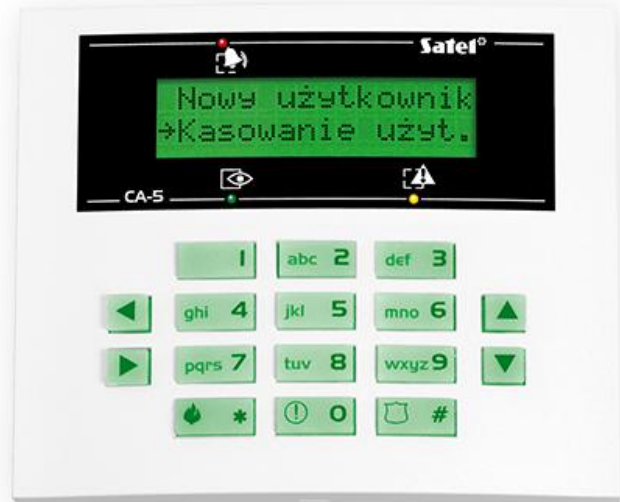 Satel
Nowy użytkownik
→Kasowanie użyt.
CA-5
1 abc 2 def 3
ghi 4 jkl 5 mno 6
pqrs 7 tuv 8 wxyz 9
* 0 #